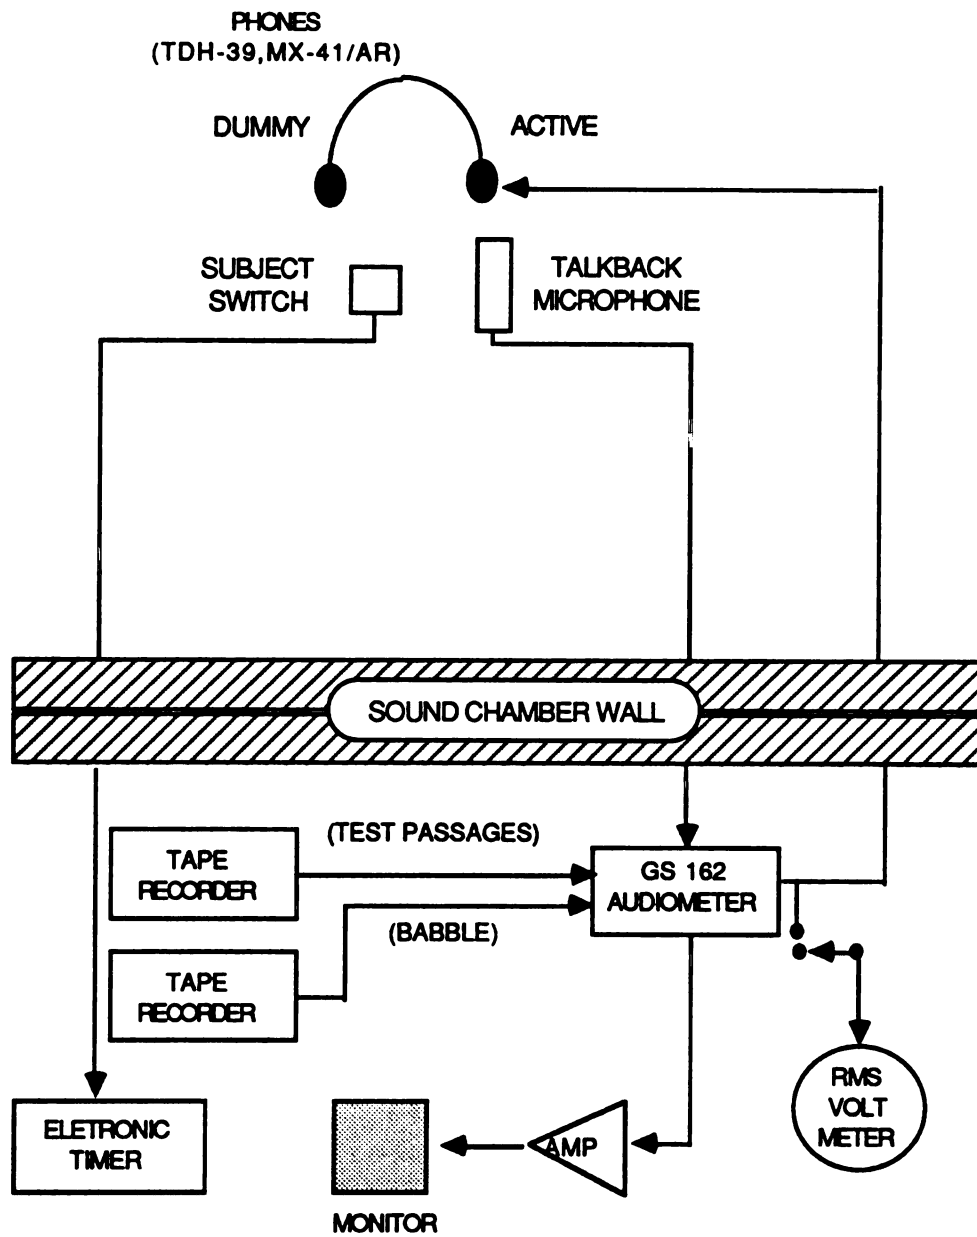 PHONES
(TDH-39,MX-41/AR)
DUMMY
ACTIVE
SUBJECT
SWITCH
TALKBACK
MICROPHONE
SOUND CHAMBER WALL
(TEST PASSAGES)
TAPE
RECORDER
GS 162
AUDIOMETER
(BABBLE)
TAPE
RECORDER
RMS
VOLT
METER
ELETRONIC
TIMER
AMP
MONITOR